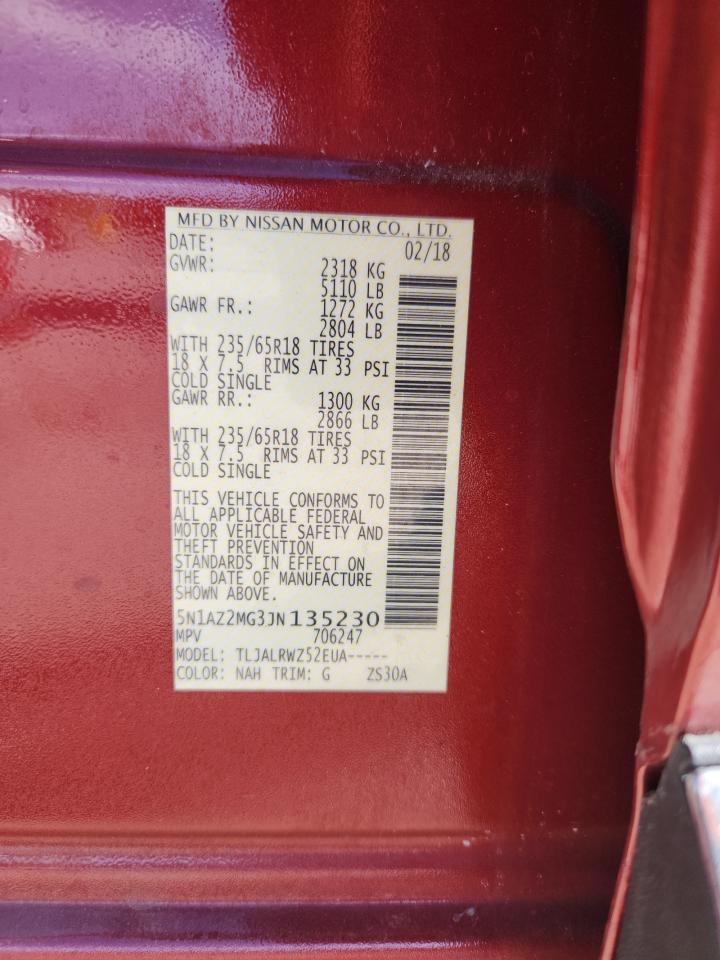 MFD BY NISSAN MOTOR CO., LTD.
DATE: 02/18
GVWR: 2318 KG
5110 LB
GAWR FR.: 1272 KG
2804 LB
WITH 235/65R18 TIRES
18 X 7.5 RIMS AT 33 PSI
COLD SINGLE
GAWR RR.: 1300 KG
2866 LB
WITH 235/65R18 TIRES
18 X 7.5 RIMS AT 33 PSI
COLD SINGLE
THIS VEHICLE CONFORMS TO
ALL APPLICABLE FEDERAL
MOTOR VEHICLE SAFETY AND
THEFT PREVENTION
STANDARDS IN EFFECT ON
THE DATE OF MANUFACTURE
SHOWN ABOVE.
5N1AZ2MG3JN135230
MPV 706247
MODEL: TLJALRWZ52EUA-----
COLOR: NAH TRIM: G ZS30A